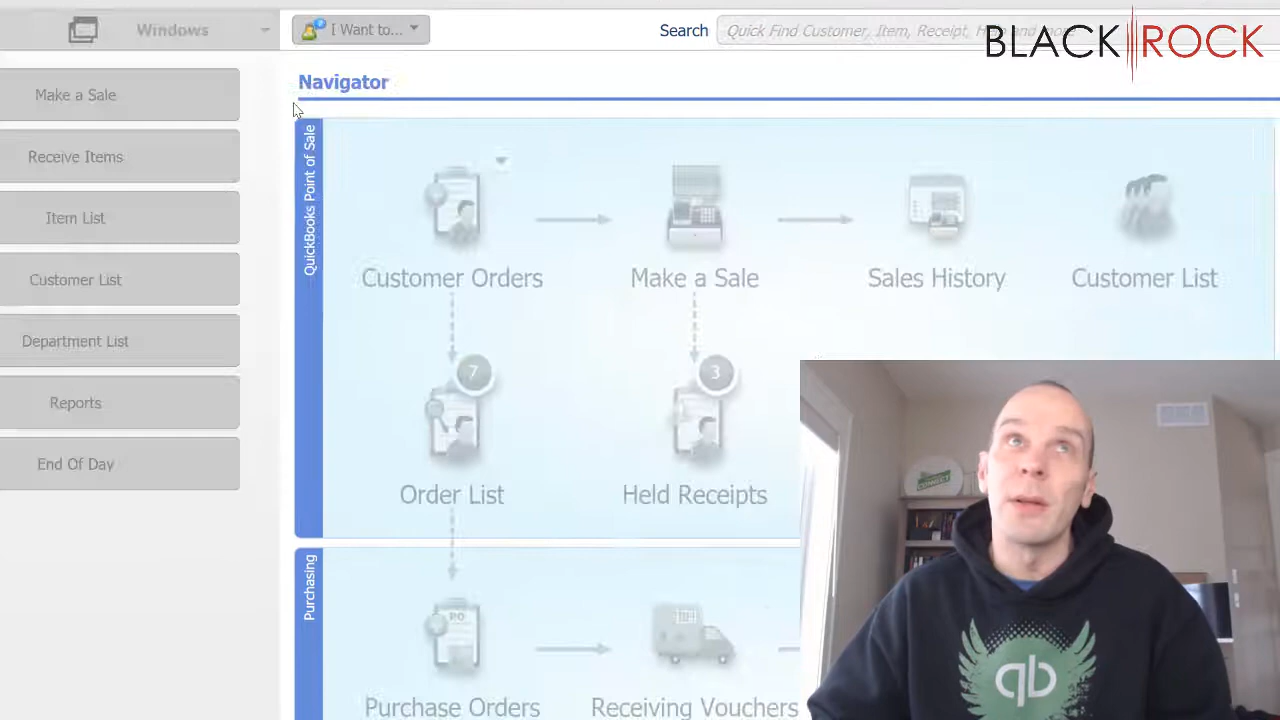 Windows
I Want to...
Search
Quick Find Customer, Item, Receipt, H
BLACK ROCK
Navigator
Make a Sale
Receive Items
Item List
Customer List
Department List
Reports
End Of Day
QuickBooks Point of Sale
Customer Orders
Make a Sale
Sales History
Customer List
7
3
Order List
Held Receipts
Purchasing
PO
Purchase Orders
Receiving Vouchers
qb